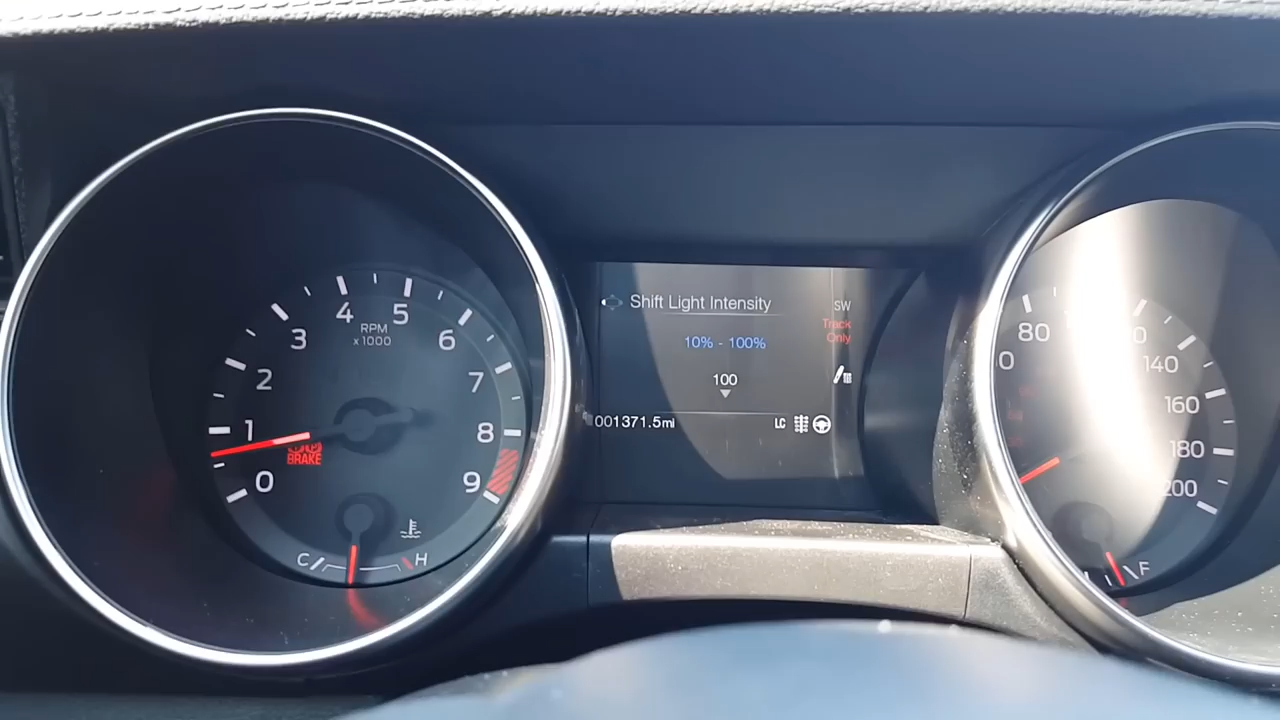 4
5
RPM
x1000
3
6
2
7
1
8
BRAKE
0
9
C
H
Shift Light Intensity
SW
Track
Only
10% - 100%
100
001371.5mi
LC
80
140
160
180
200
F